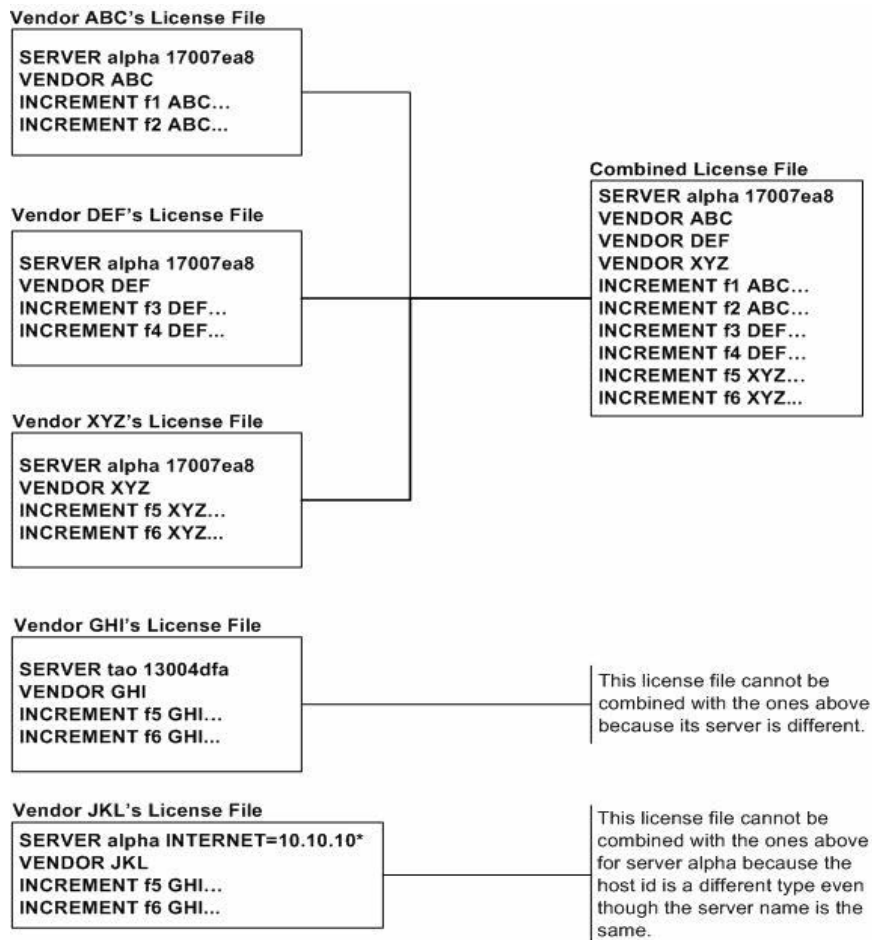 Vendor ABC's License File
SERVER alpha 17007ea8
VENDOR ABC
INCREMENT f1 ABC...
INCREMENT f2 ABC...
Vendor DEF's License File
SERVER alpha 17007ea8
VENDOR DEF
INCREMENT f3 DEF...
INCREMENT f4 DEF...
Vendor XYZ's License File
SERVER alpha 17007ea8
VENDOR XYZ
INCREMENT f5 XYZ...
INCREMENT f6 XYZ...
Combined License File
SERVER alpha 17007ea8
VENDOR ABC
VENDOR DEF
VENDOR XYZ
INCREMENT f1 ABC...
INCREMENT f2 ABC...
INCREMENT f3 DEF...
INCREMENT f4 DEF...
INCREMENT f5 XYZ...
INCREMENT f6 XYZ...
Vendor GHI's License File
SERVER tao 13004dfa
VENDOR GHI
INCREMENT f5 GHI...
INCREMENT f6 GHI...
This license file cannot be
combined with the ones above
because its server is different.
Vendor JKL's License File
SERVER alpha INTERNET=10.10.10*
VENDOR JKL
INCREMENT f5 GHI...
INCREMENT f6 GHI...
This license file cannot be
combined with the ones above
for server alpha because the
host id is a different type even
though the server name is the
same.